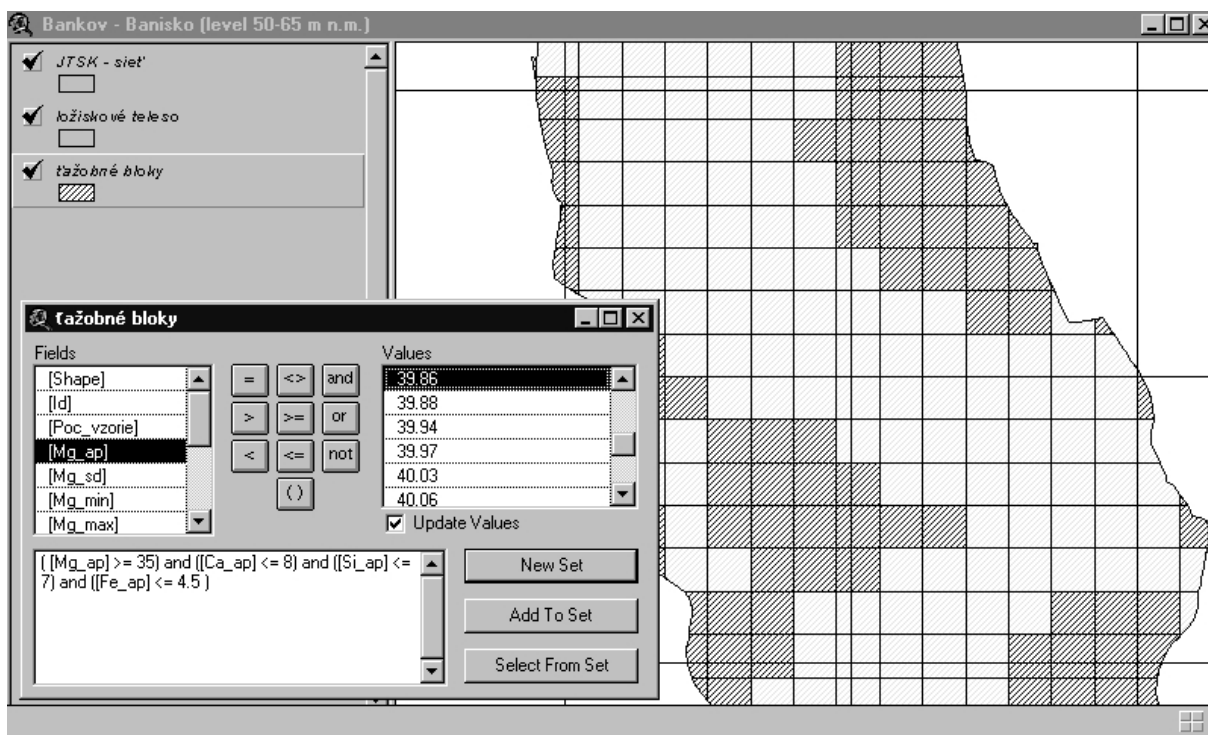 Bankov - Banisko (level 50-65 m n.m.)
JTSK - sieť
ložiskové teleso
ťažobné bloky
ťažobné bloky
Fields
Values
[Shape]
[Id]
[Poc_vzorie]
[Mg_ap]
[Mg_sd]
[Mg_min]
[Mg_max]
= <> and
> >= or
< <= not
( )
39.86
39.88
39.94
39.97
40.03
40.06
Update Values
( [Mg_ap] >= 35) and ([Ca_ap] <= 8) and ([Si_ap] <=
7) and ([Fe_ap] <= 4.5 )
New Set
Add To Set
Select From Set